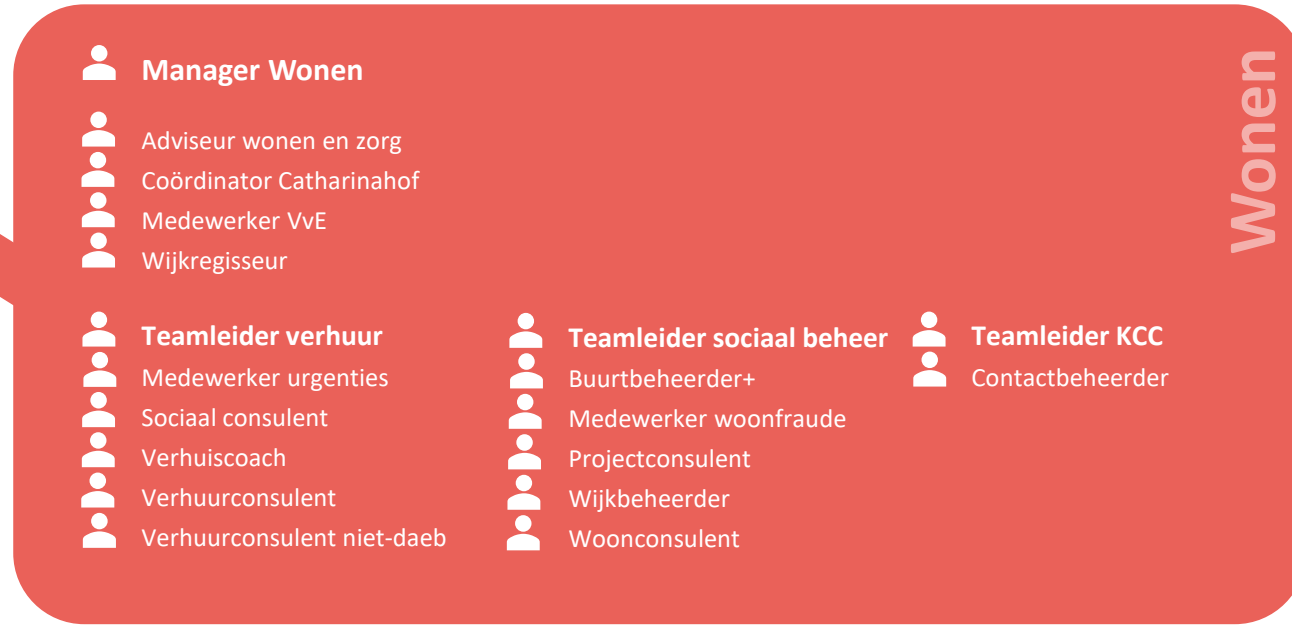 Manager Wonen
Adviseur wonen en zorg
Coördinator Catharinahof
Medewerker VvE
Wijkregisseur
Teamleider verhuur
Medewerker urgenties
Sociaal consulent
Verhuiscoach
Verhuurconsulent
Verhuurconsulent niet-daeb
Teamleider sociaal beheer
Buurtbeheerder+
Medewerker woonfraude
Projectconsulent
Wijkbeheerder
Woonconsulent
Teamleider KCC
Contactbeheerder
Wonen